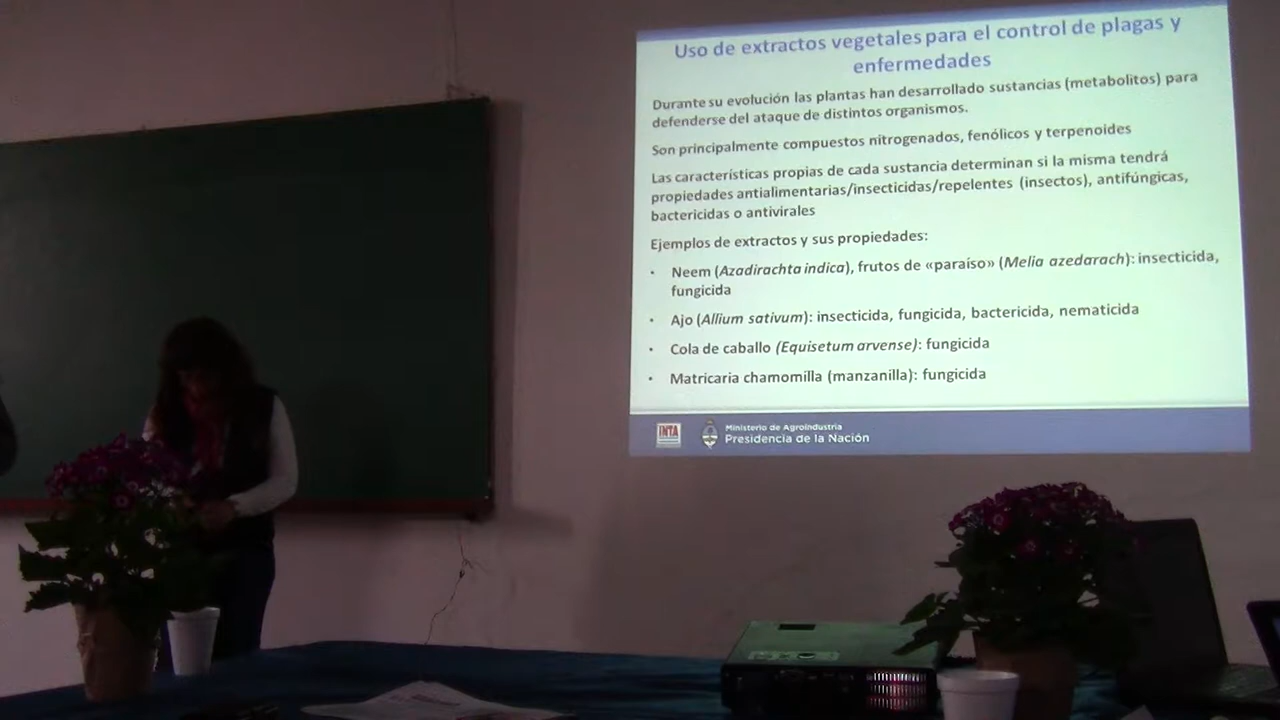 Uso de extractos vegetales para el control de plagas y
enfermedades
Durante su evolución las plantas han desarrollado sustancias (metabolitos) para
defenderse del ataque de distintos organismos.
Son principalmente compuestos nitrogenados, fenólicos y terpenoides
Las características propias de cada sustancia determinan si la misma tendrá
propiedades antialimentarias/insecticidas/repelentes (insectos), antifúngicas,
bactericidas o antivirales
Ejemplos de extractos y sus propiedades:
• Neem (Azadirachta indica), frutos de «paraíso» (Melia azedarach): insecticida,
fungicida
• Ajo (Allium sativum): insecticida, fungicida, bactericida, nematicida
• Cola de caballo (Equisetum arvense): fungicida
• Matricaria chamomilla (manzanilla): fungicida
INTA
Ministerio de Agroindustria
Presidencia de la Nación